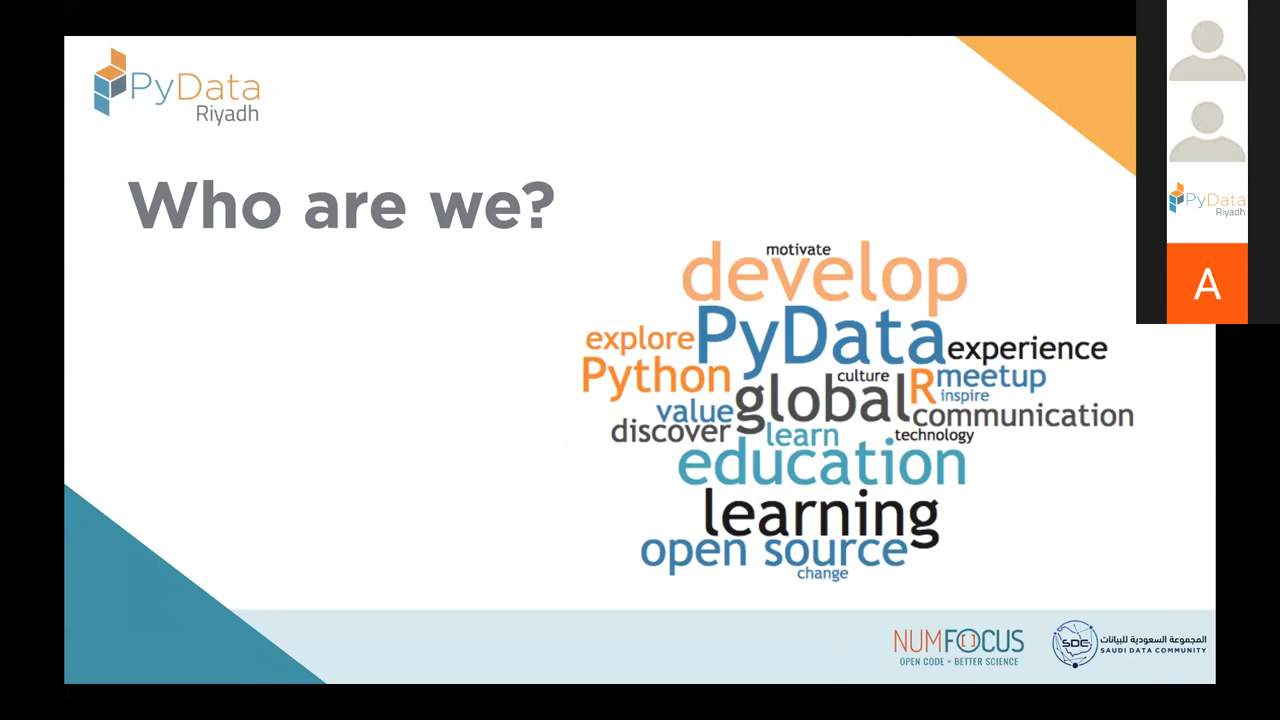 PyData
Riyadh
Who are we?
motivate
develop
explore PyData experience
Python culture R meetup
inspire
value global communication
discover learn technology
education
learning
open source
change
NUMFOCUS
OPEN CODE = BETTER SCIENCE
SDC
المجموعة السعودية للبيانات
SAUDI DATA COMMUNITY
PyData
Riyadh
A